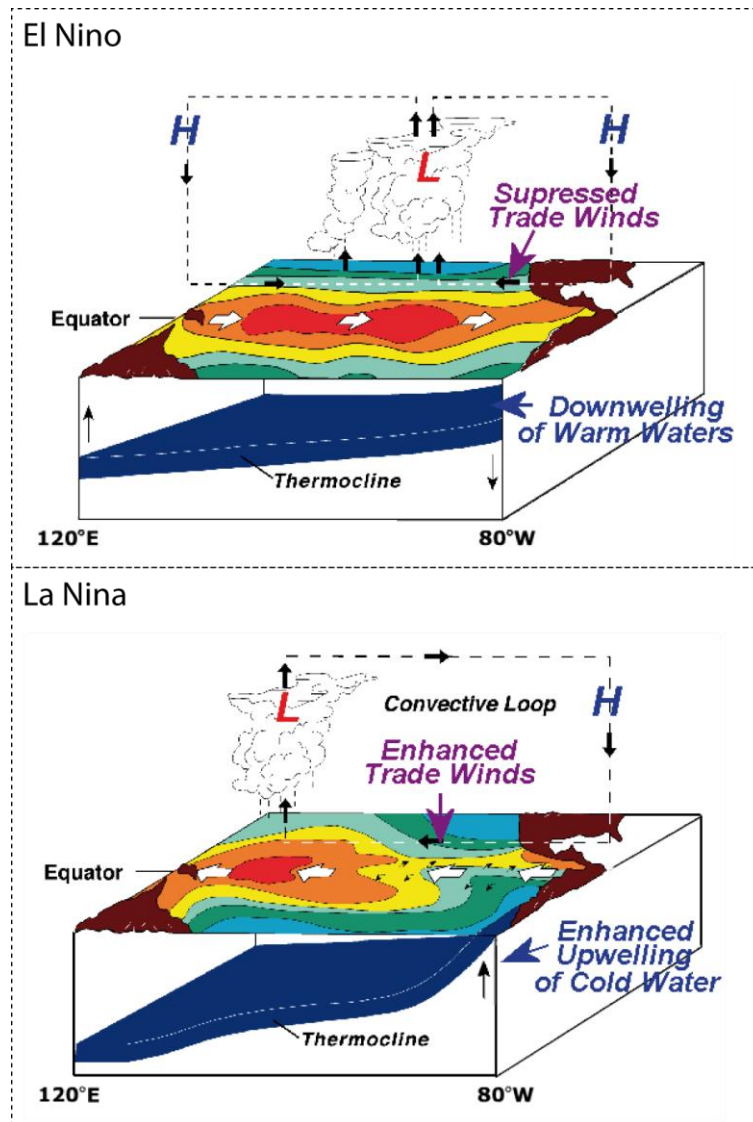 El Nino
H
H
L
Supressed
Trade Winds
Equator
Downwelling
of Warm Waters
Thermocline
120°E
80°W
La Nina
L
Convective Loop
H
Enhanced
Trade Winds
Equator
Enhanced
Upwelling
of Cold Water
Thermocline
120°E
80°W